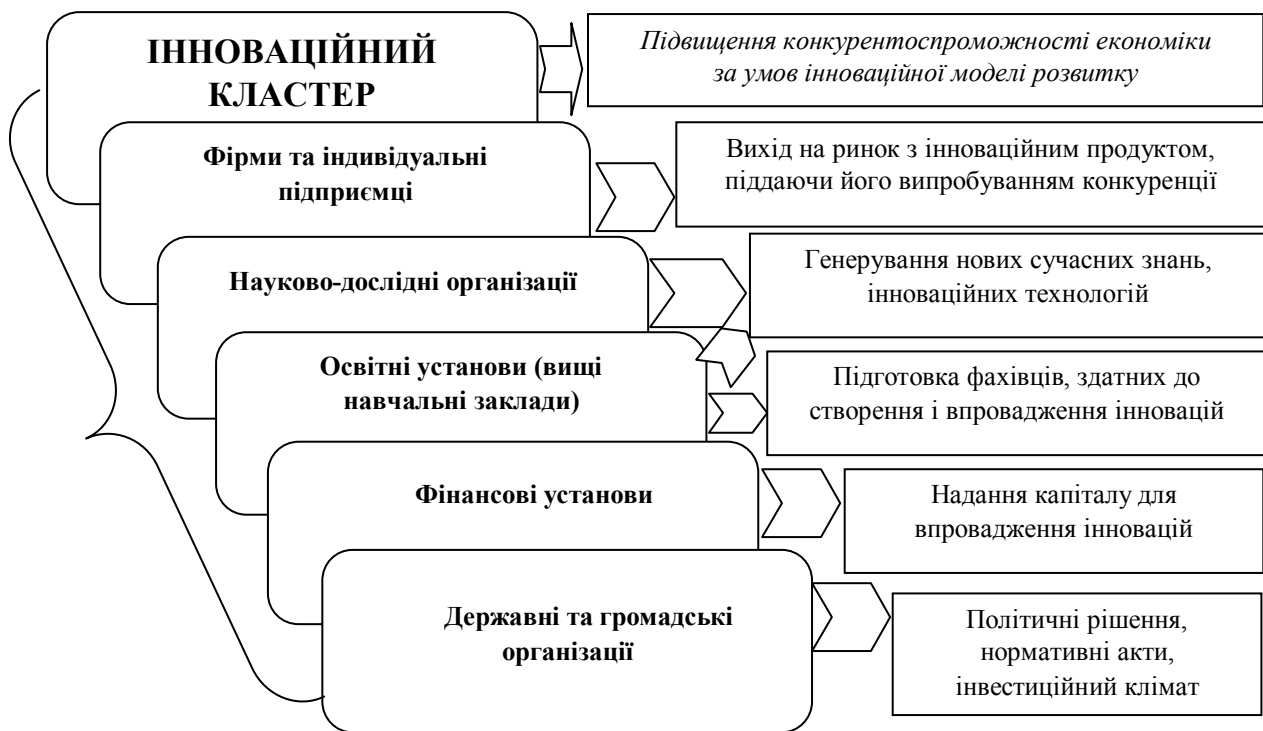 ІННОВАЦІЙНИЙ
КЛАСТЕР
Підвищення конкурентоспроможності економіки
за умов інноваційної моделі розвитку
Фірми та індивідуальні
підприємці
Вихід на ринок з інноваційним продуктом,
піддаючи його випробуванням конкуренції
Науково-дослідні організації
Генерування нових сучасних знань,
інноваційних технологій
Освітні установи (вищі
навчальні заклади)
Підготовка фахівців, здатних до
створення і впровадження інновацій
Фінансові установи
Надання капіталу для
впровадження інновацій
Державні та громадські
організації
Політичні рішення,
нормативні акти,
інвестиційний клімат